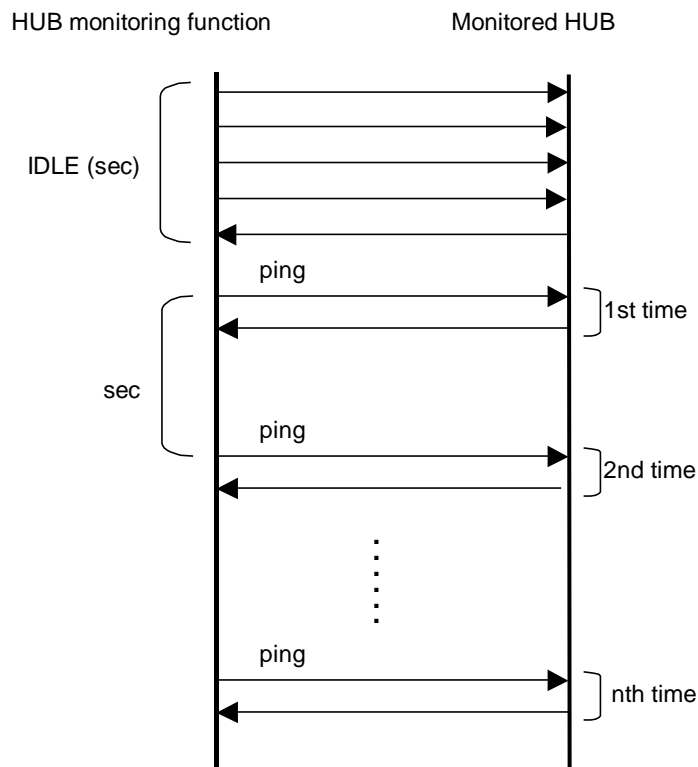 HUB monitoring function
Monitored HUB
IDLE (sec)
ping
1st time
sec
ping
2nd time
ping
nth time